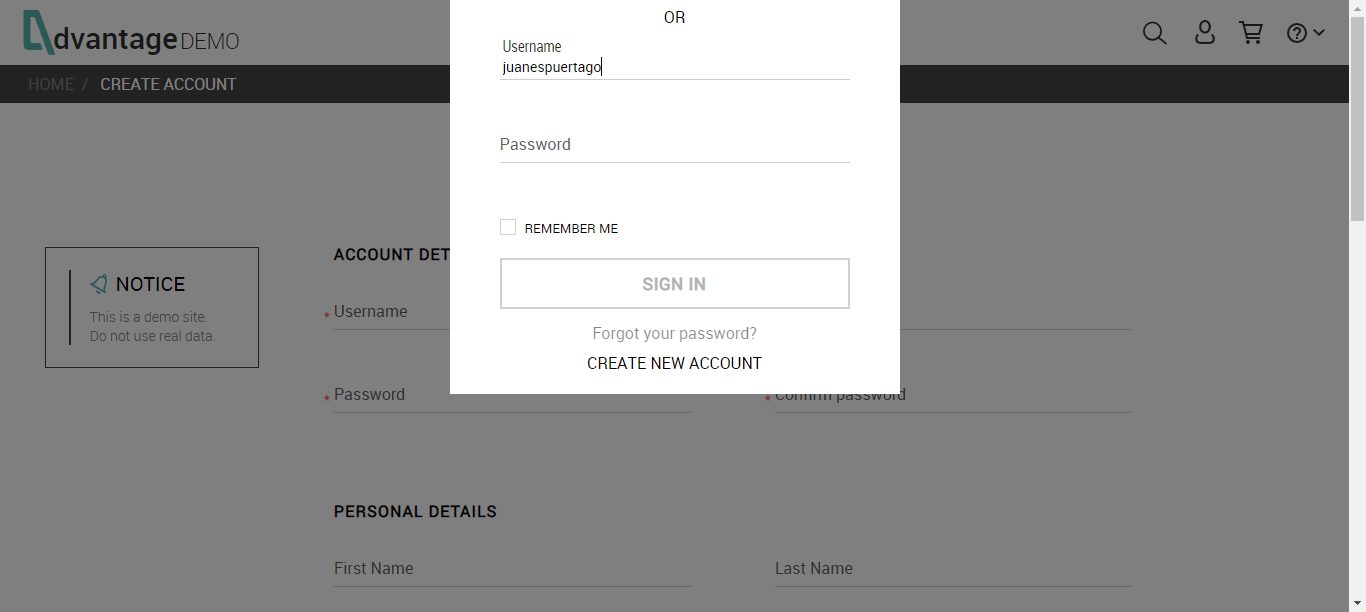 Advantage DEMO
HOME / CREATE ACCOUNT
OR
Username
juanespuertago
Password
REMEMBER ME
SIGN IN
Forgot your password?
CREATE NEW ACCOUNT
NOTICE
This is a demo site.
Do not use real data.
ACCOUNT DET
* Username
* Password
* Confirm password
PERSONAL DETAILS
First Name
Last Name